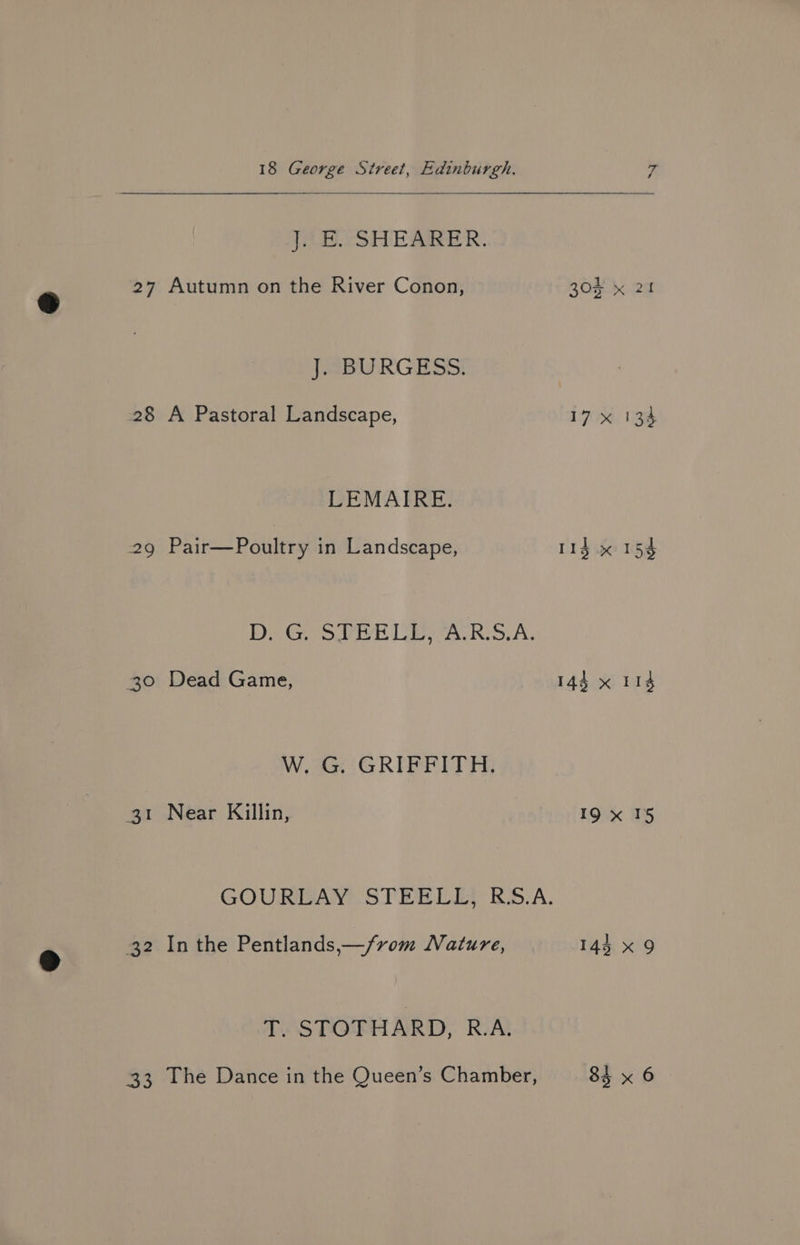 18 George Street, Edinburgh. 7
J. E. SHEARER.
27 Autumn on the River Conon, 30½ × 21
J. BURGESS.
28 A Pastoral Landscape, 17 × 13½
LEMAIRE.
29 Pair—Poultry in Landscape, 11½ × 15½
D. G. STEELL, A.R.S.A.
30 Dead Game, 14½ × 11½
W. G. GRIFFITH.
31 Near Killin, 19 × 15
GOURLAY STEELL, R.S.A.
32 In the Pentlands,—from Nature, 14½ × 9
T. STOTHARD, R.A.
33 The Dance in the Queen's Chamber, 8½ × 6